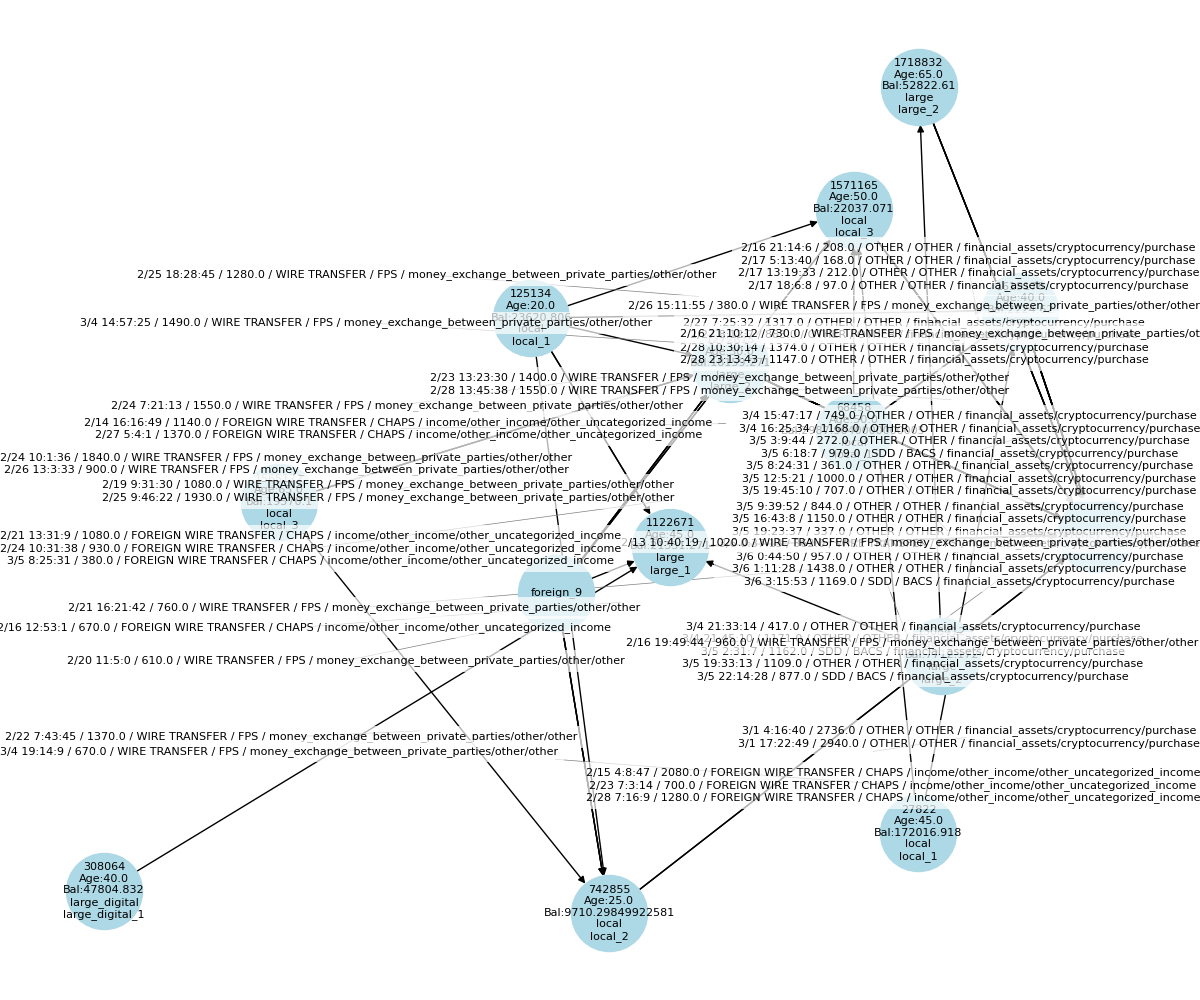 1718832
Age:65.0
Bal:52822.61
large
large_2
1571165
Age:50.0
Bal:22037.071
local
local_3
2/16 21:14:6 / 208.0 / OTHER / OTHER / financial_assets/cryptocurrency/purchase
2/17 5:13:40 / 168.0 / OTHER / OTHER / financial_assets/cryptocurrency/purchase
2/17 13:19:33 / 212.0 / OTHER / OTHER / financial_assets/cryptocurrency/purchase
2/17 18:6:8 / 97.0 / OTHER / OTHER / financial_assets/cryptocurrency/purchase
2/25 18:28:45 / 1280.0 / WIRE TRANSFER / FPS / money_exchange_between_private_parties/other/other
125134
Age:20.0
Bal:23620.806
local
local_1
Age:40.0
2/26 15:11:55 / 380.0 / WIRE TRANSFER / FPS / money_exchange_between_private_parties/other/other
3/4 14:57:25 / 1490.0 / WIRE TRANSFER / FPS / money_exchange_between_private_parties/other/other
2/27 7:25:32 / 1317.0 / OTHER / OTHER / financial_assets/cryptocurrency/purchase
2/16 21:10:12 / 730.0 / WIRE TRANSFER / FPS / money_exchange_between_private_parties/ot
2/28 10:30:14 / 1374.0 / OTHER / OTHER / financial_assets/cryptocurrency/purchase
2/28 23:13:43 / 1147.0 / OTHER / OTHER / financial_assets/cryptocurrency/purchase
large
2/23 13:23:30 / 1400.0 / WIRE TRANSFER / FPS / money_exchange_between_private_parties/other/other
2/28 13:45:38 / 1550.0 / WIRE TRANSFER / FPS / money_exchange_between_private_parties/other/other
2/24 7:21:13 / 1550.0 / WIRE TRANSFER / FPS / money_exchange_between_private_parties/other/other
68458
2/14 16:16:49 / 1140.0 / FOREIGN WIRE TRANSFER / CHAPS / income/other_income/other_uncategorized_income
2/27 5:4:1 / 1370.0 / FOREIGN WIRE TRANSFER / CHAPS / income/other_income/other_uncategorized_income
3/4 15:47:17 / 749.0 / OTHER / OTHER / financial_assets/cryptocurrency/purchase
3/4 16:25:34 / 1168.0 / OTHER / OTHER / financial_assets/cryptocurrency/purchase
3/5 3:9:44 / 272.0 / OTHER / OTHER / financial_assets/cryptocurrency/purchase
3/5 6:18:7 / 979.0 / SDD / BACS / financial_assets/cryptocurrency/purchase
3/5 8:24:31 / 361.0 / OTHER / OTHER / financial_assets/cryptocurrency/purchase
3/5 12:5:21 / 1000.0 / OTHER / OTHER / financial_assets/cryptocurrency/purchase
3/5 19:45:10 / 707.0 / OTHER / OTHER / financial_assets/cryptocurrency/purchase
2/24 10:1:36 / 1840.0 / WIRE TRANSFER / FPS / money_exchange_between_private_parties/other/other
2/26 13:3:33 / 900.0 / WIRE TRANSFER / FPS / money_exchange_between_private_parties/other/other
2/19 9:31:30 / 1080.0 / WIRE TRANSFER / FPS / money_exchange_between_private_parties/other/other
2/25 9:46:22 / 1930.0 / WIRE TRANSFER / FPS / money_exchange_between_private_parties/other/other
local
local_3
3/5 9:39:52 / 844.0 / OTHER / OTHER / financial_assets/cryptocurrency/purchase
3/5 16:43:8 / 1150.0 / OTHER / OTHER / financial_assets/cryptocurrency/purchase
3/5 19:23:37 / 337.0 / OTHER / OTHER / financial_assets/cryptocurrency/purchase
1122671
Age:45.0
/13 10:40:19 / 1020.0 / WIRE TRANSFER / FPS / money_exchange_between_private_parties/other/other
large
large_1
2/21 13:31:9 / 1080.0 / FOREIGN WIRE TRANSFER / CHAPS / income/other_income/other_uncategorized_income
2/24 10:31:38 / 930.0 / FOREIGN WIRE TRANSFER / CHAPS / income/other_income/other_uncategorized_income
3/5 8:25:31 / 380.0 / FOREIGN WIRE TRANSFER / CHAPS / income/other_income/other_uncategorized_income
3/6 0:44:50 / 957.0 / OTHER / OTHER / financial_assets/cryptocurrency/purchase
3/6 1:11:28 / 1438.0 / OTHER / OTHER / financial_assets/cryptocurrency/purchase
3/6 3:15:53 / 1169.0 / SDD / BACS / financial_assets/cryptocurrency/purchase
foreign_9
2/21 16:21:42 / 760.0 / WIRE TRANSFER / FPS / money_exchange_between_private_parties/other/other
2/16 12:53:1 / 670.0 / FOREIGN WIRE TRANSFER / CHAPS / income/other_income/other_uncategorized_income
3/4 21:33:14 / 417.0 / OTHER / OTHER / financial_assets/cryptocurrency/purchase
2/16 19:49:44 / 960.0 / WIRE TRANSFER / FPS / money_exchange_between_private_parties/other/other
3/5 2:31:7 / 1162.0 / SDD / BACS / financial_assets/cryptocurrency/purchase
3/5 19:33:13 / 1109.0 / OTHER / OTHER / financial_assets/cryptocurrency/purchase
3/5 22:14:28 / 877.0 / SDD / BACS / financial_assets/cryptocurrency/purchase
2/20 11:5:0 / 610.0 / WIRE TRANSFER / FPS / money_exchange_between_private_parties/other/other
2/22 7:43:45 / 1370.0 / WIRE TRANSFER / FPS / money_exchange_between_private_parties/other/other
3/4 19:14:9 / 670.0 / WIRE TRANSFER / FPS / money_exchange_between_private_parties/other/other
3/1 4:16:40 / 2736.0 / OTHER / OTHER / financial_assets/cryptocurrency/purchase
3/1 17:22:49 / 2940.0 / OTHER / OTHER / financial_assets/cryptocurrency/purchase
2/15 4:8:47 / 2080.0 / FOREIGN WIRE TRANSFER / CHAPS / income/other_income/other_uncategorized_income
2/23 7:3:14 / 700.0 / FOREIGN WIRE TRANSFER / CHAPS / income/other_income/other_uncategorized_income
2/28 7:16:9 / 1280.0 / FOREIGN WIRE TRANSFER / CHAPS / income/other_income/other_uncategorized_income
27822
Age:45.0
Bal:172016.918
local
local_1
308064
Age:40.0
Bal:47804.832
large_digital
large_digital_1
742855
Age:25.0
Bal:9710.29849922581
local
local_2